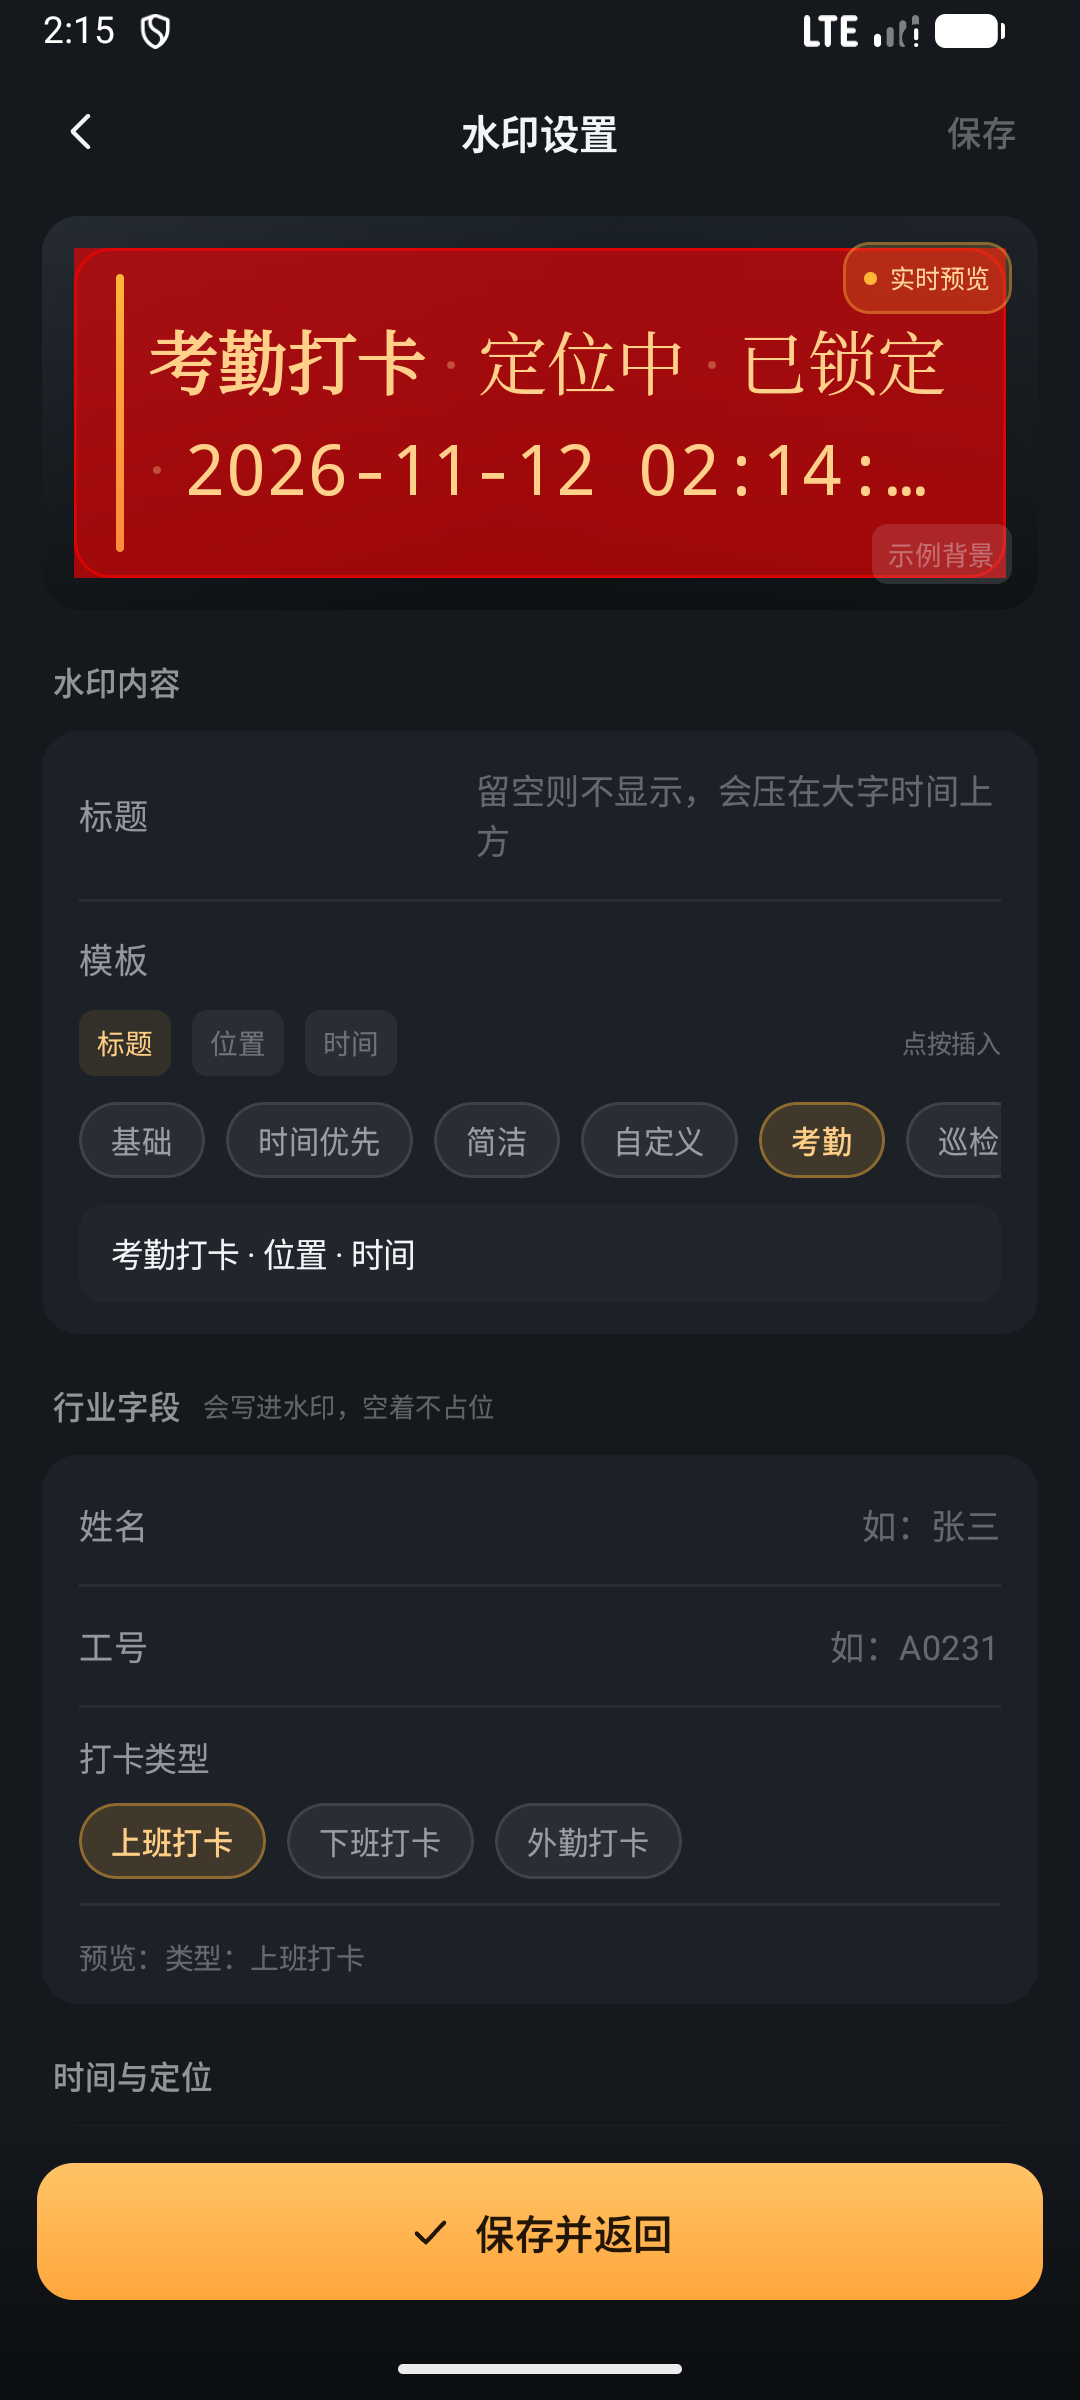 2:15
LTE
水印设置
保存
实时预览
考勤打卡 · 定位中 · 已锁定
· 2026-11-12 02:14:…
示例背景
水印内容
标题
留空则不显示，会压在大字时间上
方
模板
标题 位置 时间
点按插入
基础 时间优先 简洁 自定义 考勤 巡检
考勤打卡 · 位置 · 时间
行业字段 会写进水印，空着不占位
姓名
如：张三
工号
如：A0231
打卡类型
上班打卡 下班打卡 外勤打卡
预览：类型：上班打卡
时间与定位
保存并返回